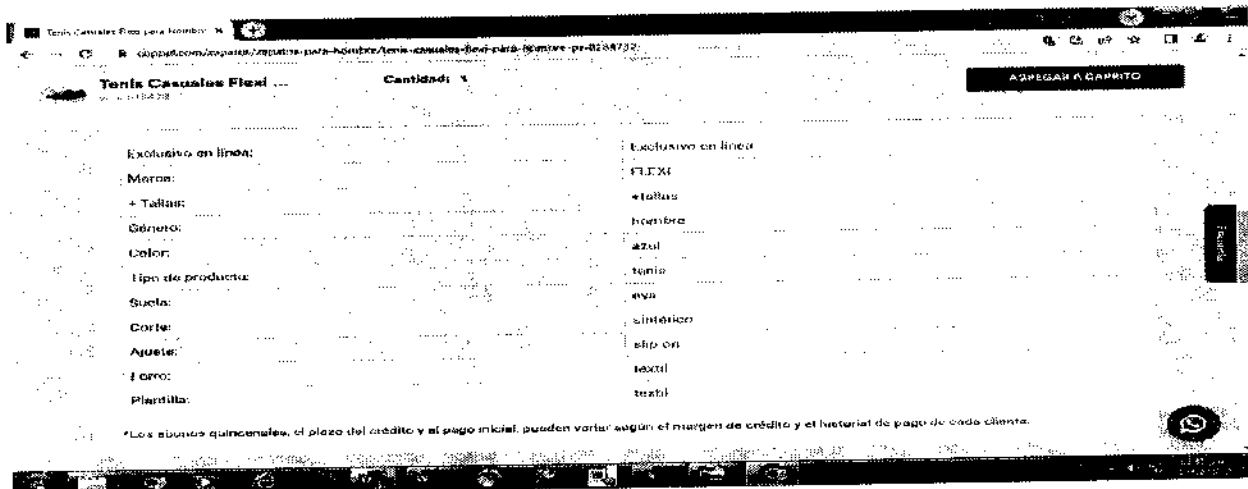 Tenis Casuales Flexi para Hombre
coppel.com/zapatos/zapatos-para-hombre/tenis-casuales-flexi-para-hombre-pr-
Tenis Casuales Flexi ...
Cantidad: 1
AGREGAR A CARRITO
Exclusivo en línea: Exclusivo en línea
Marca: FLEXI
+ Tallas: +tallas
Género: hombre
Color: azul
Tipo de producto: tenis
Suela: eva
Corte: sintético
Ajuste: slip on
Forro: textil
Plantilla: textil
*Los abonos quincenales, el plazo del crédito y el pago inicial, pueden variar según el margen de crédito y el historial de pago de cada cliente.